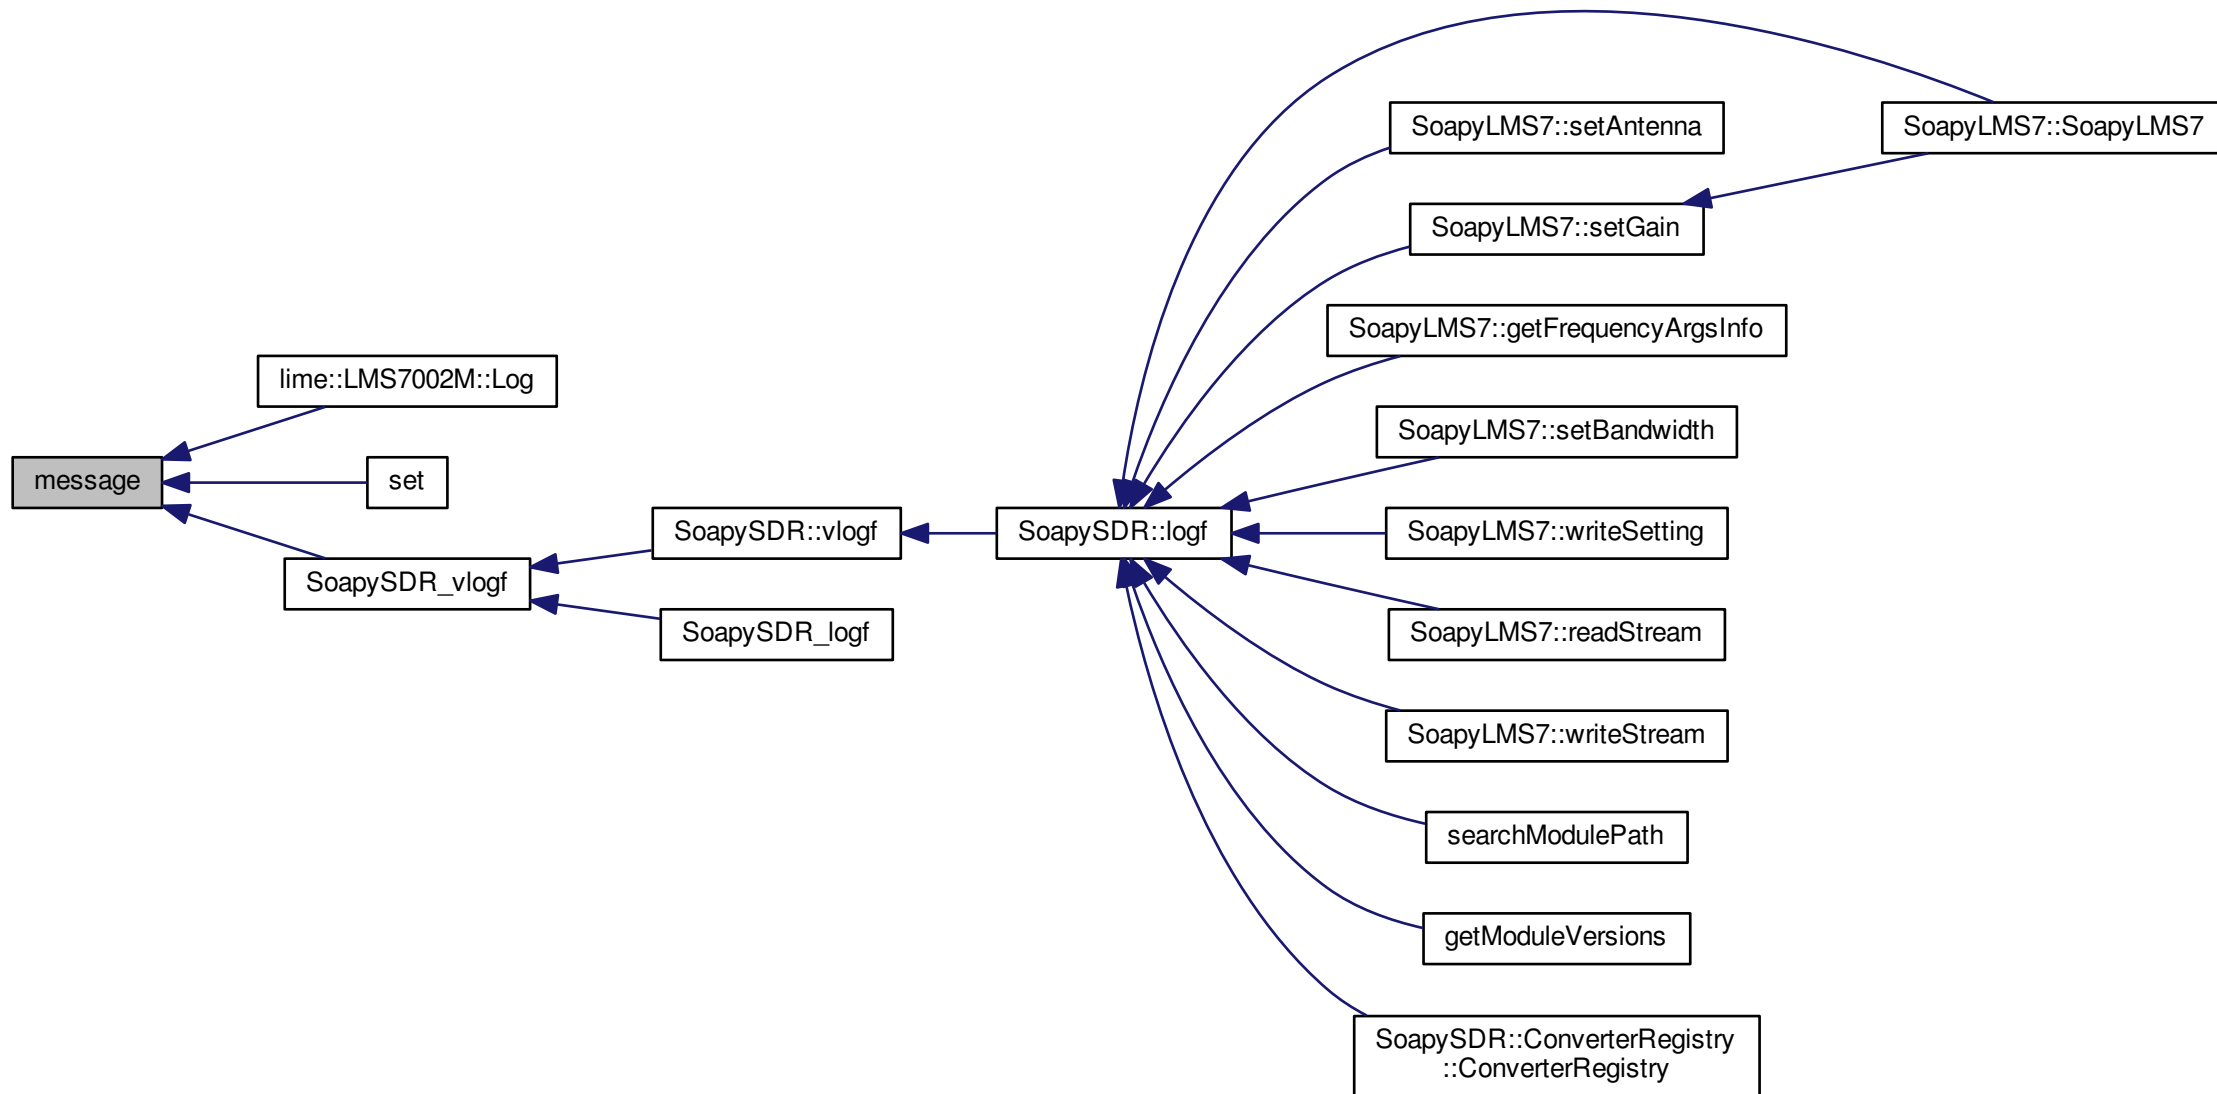 SoapyLMS7::setAntenna
SoapyLMS7::SoapyLMS7
SoapyLMS7::setGain
SoapyLMS7::getFrequencyArgsInfo
lime::LMS7002M::Log
SoapyLMS7::setBandwidth
message
set
SoapySDR::vlogf
SoapySDR::logf
SoapyLMS7::writeSetting
SoapySDR_vlogf
SoapySDR_logf
SoapyLMS7::readStream
SoapyLMS7::writeStream
searchModulePath
getModuleVersions
SoapySDR::ConverterRegistry
::ConverterRegistry